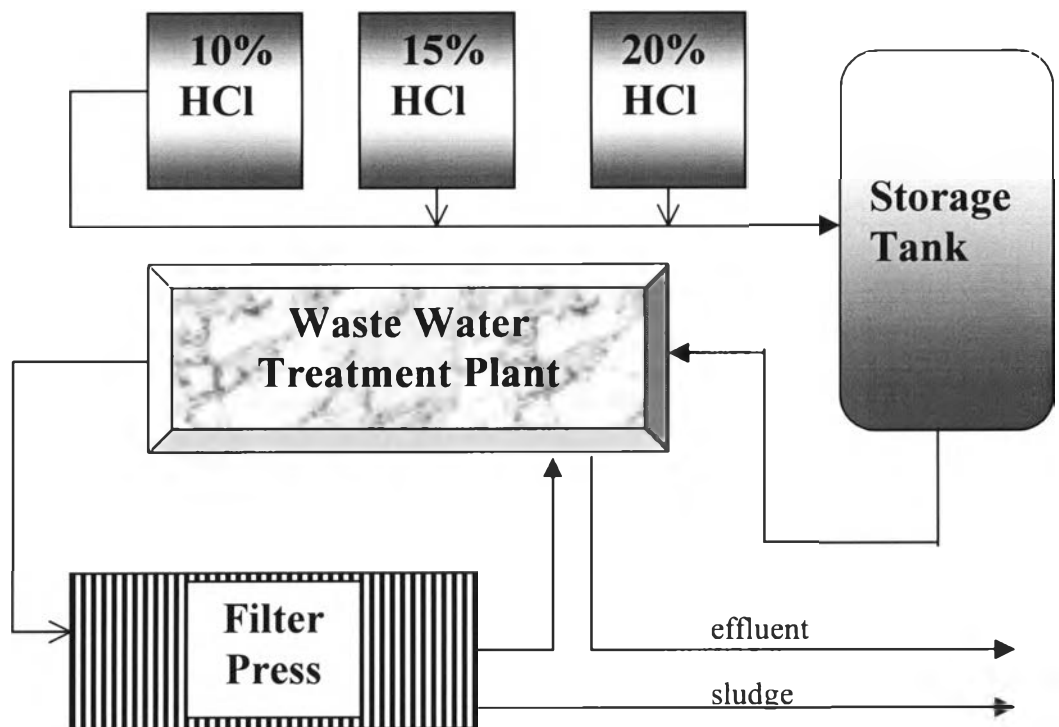 10%
HCl
15%
HCl
20%
HCl
Storage
Tank
Waste Water
Treatment Plant
Filter
Press
effluent
sludge